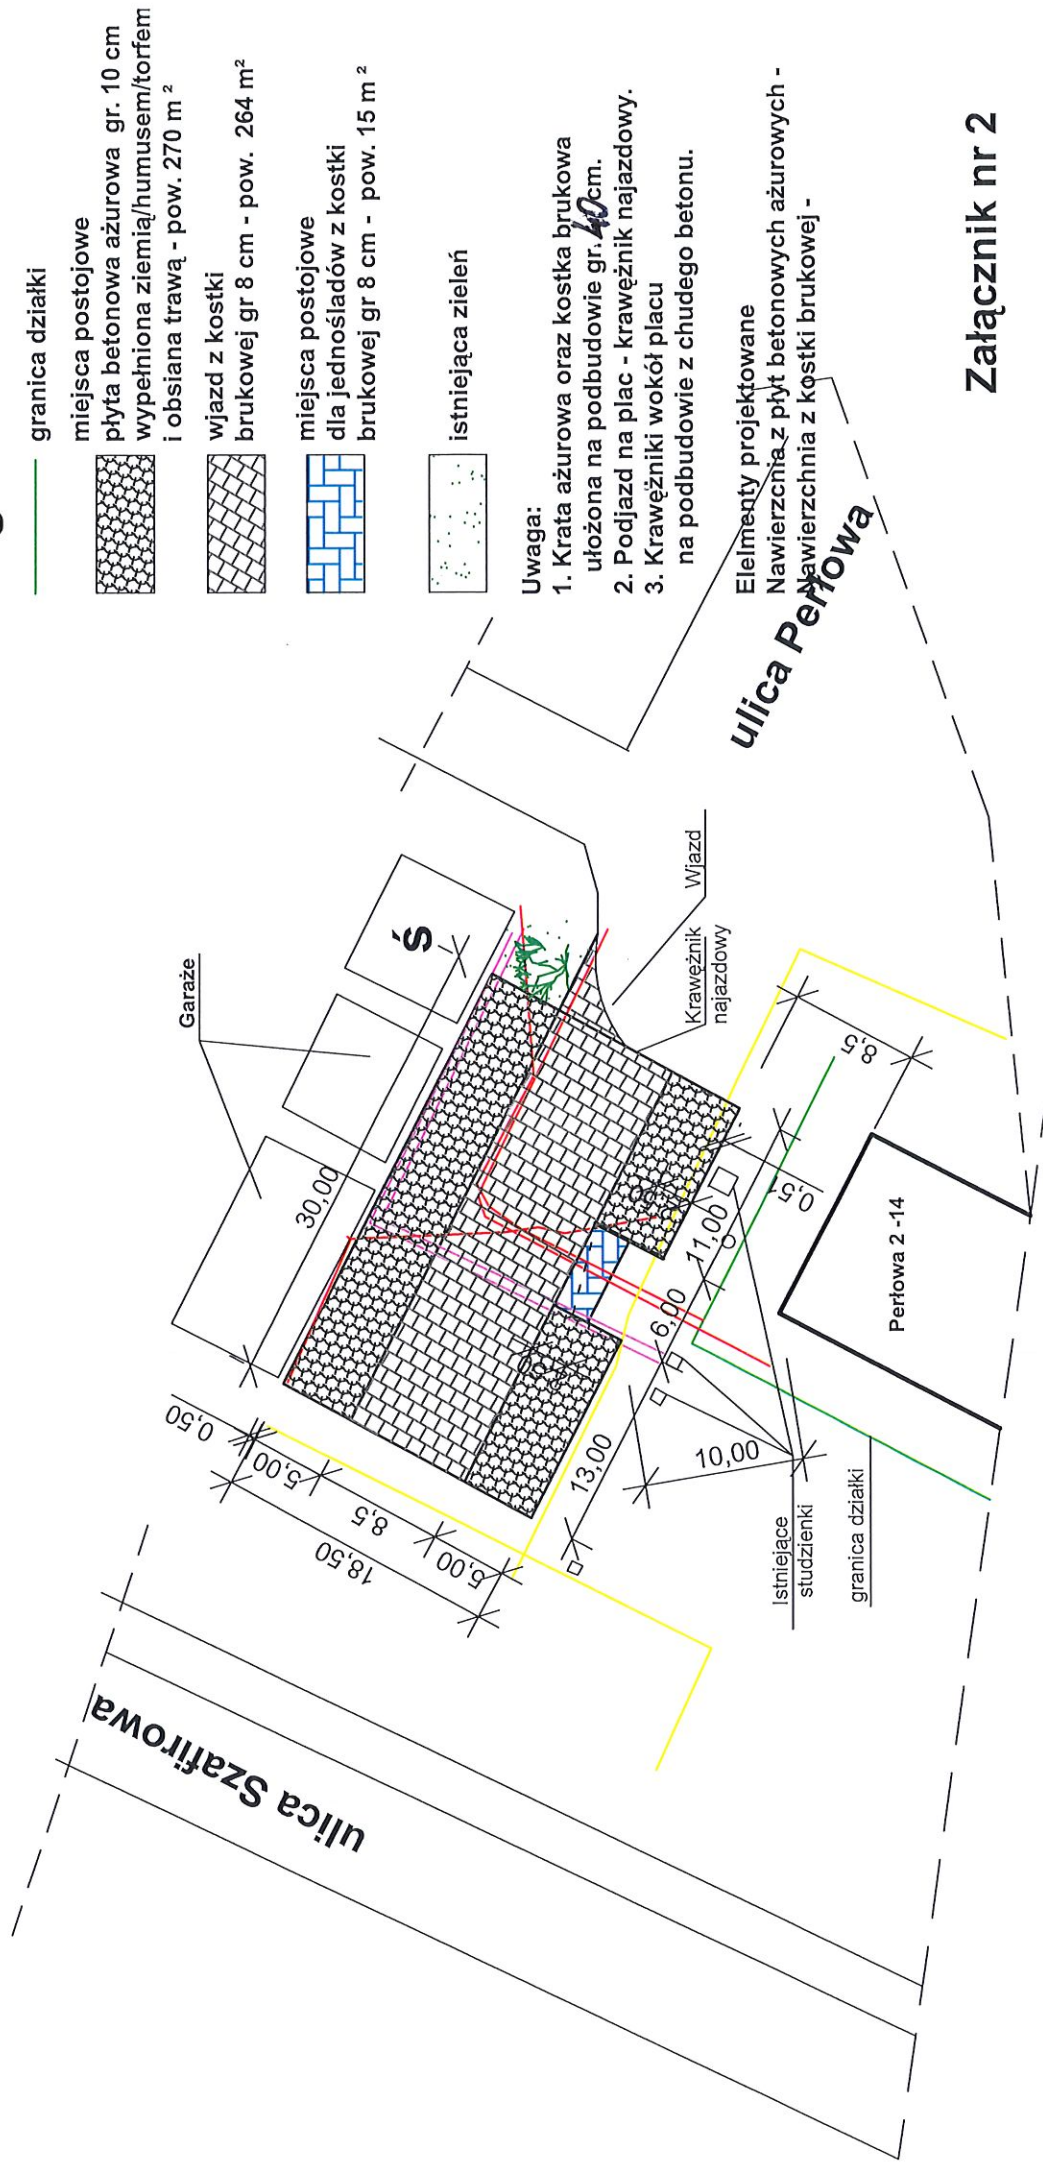 granica działki
miejsca postojowe
płyta betonowa ażurowa gr. 10 cm
wypełniona ziemią/humusem/torfem
i obsiana trawą - pow. 270 m²
wjazd z kostki
brukowej gr 8 cm - pow. 264 m²
miejsca postojowe
dla jednośladów z kostki
brukowej gr 8 cm - pow. 15 m²
istniejąca zieleń
Uwaga:
1. Krata ażurowa oraz kostka brukowa
ułożona na podbudowie gr. 40 cm.
2. Podjazd na plac - krawężnik najazdowy.
3. Krawężniki wokół placu
na podbudowie z chudego betonu.
Elelmenty projektowane
Nawierzcnia z płyt betonowych ażurowych -
Nawierzchnia z kostki brukowej -
Załącznik nr 2
ulica Perłowa
ulica Szafirowa
Garaże
Ś
30,00
Wjazd
Krawężnik
najazdowy
8,5
0,51
11,00
6,00
13,00
10,00
0,50
5,00
8,5
5,00
18,50
Perłowa 2 -14
Istniejące
studzienki
granica działki